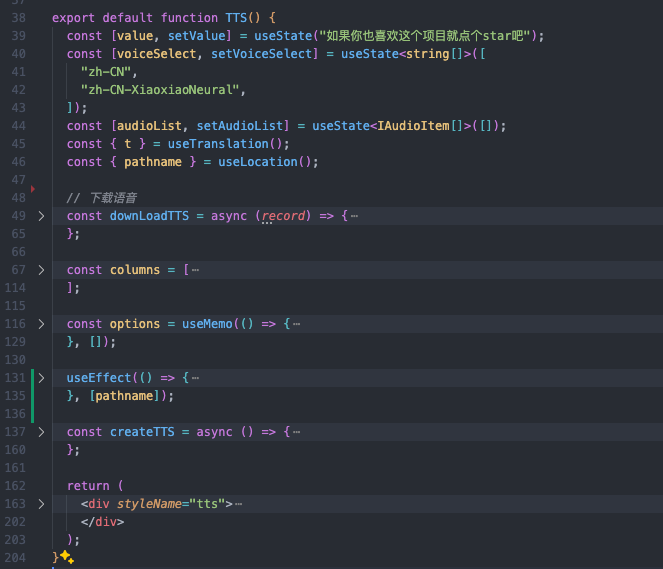 37
38 export default function TTS() {
39 const [value, setValue] = useState("如果你也喜欢这个项目就点个star吧");
40 const [voiceSelect, setVoiceSelect] = useState<string[]>([
41 "zh-CN",
42 "zh-CN-XiaoxiaoNeural",
43 ]);
44 const [audioList, setAudioList] = useState<IAudioItem[]>([]);
45 const { t } = useTranslation();
46 const { pathname } = useLocation();
47
48 // 下载语音
49 const downLoadTTS = async (record) => {⋯
65 };
66
67 const columns = [⋯
114 ];
115
116 const options = useMemo(() => {⋯
129 }, []);
130
131 useEffect(() => {⋯
135 }, [pathname]);
136
137 const createTTS = async () => {⋯
160 };
161
162 return (
163 <div styleName="tts">⋯
202 </div>
203 );
204 }